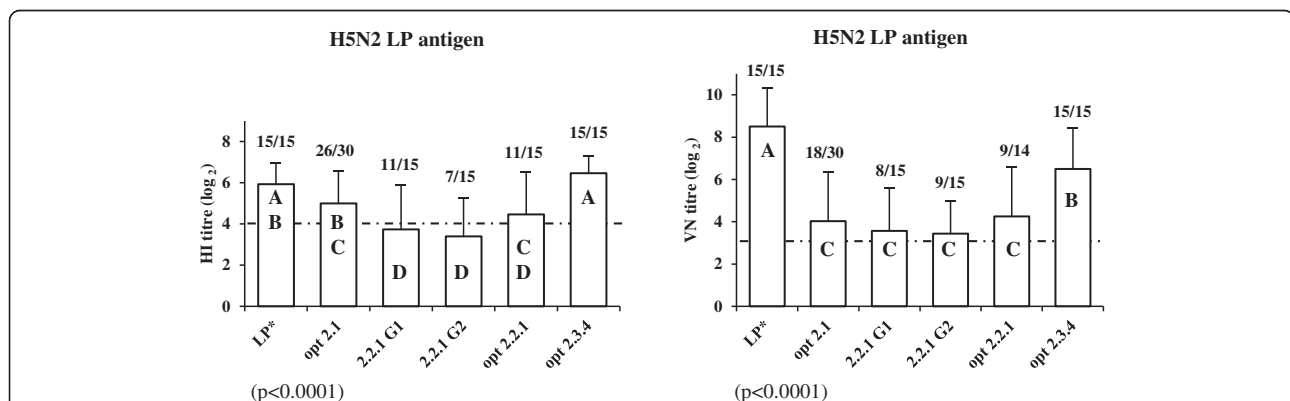 H5N2 LP antigen
HI titre (log 2)
8
6
4
2
0
15/15
26/30
11/15
7/15
11/15
15/15
A
B
B
C
D
D
C
D
A
LP*
opt 2.1
2.2.1 G1
2.2.1 G2
opt 2.2.1
opt 2.3.4
(p<0.0001)
H5N2 LP antigen
VN titre (log 2)
10
8
6
4
2
0
15/15
18/30
8/15
9/15
9/14
15/15
A
C
C
C
C
B
LP*
opt 2.1
2.2.1 G1
2.2.1 G2
opt 2.2.1
opt 2.3.4
(p<0.0001)